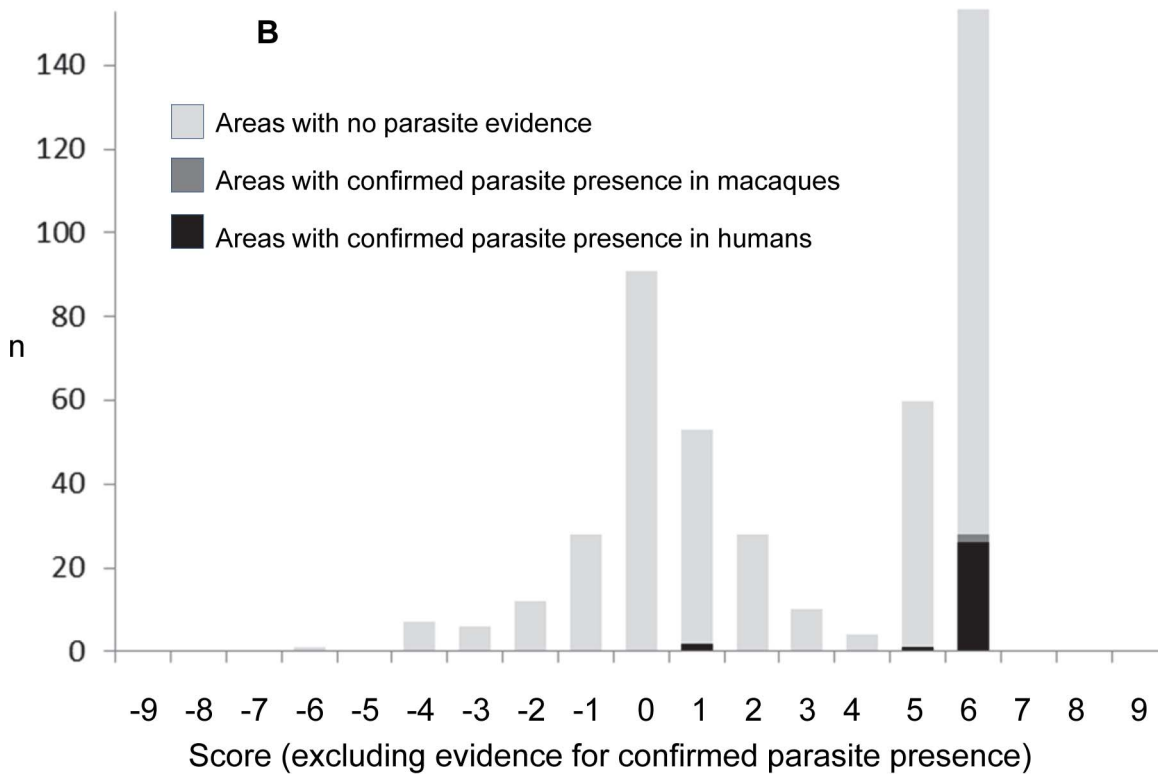 B
140
120
100
80
60
40
20
0
n
Areas with no parasite evidence
Areas with confirmed parasite presence in macaques
Areas with confirmed parasite presence in humans
-9 -8 -7 -6 -5 -4 -3 -2 -1 0 1 2 3 4 5 6 7 8 9
Score (excluding evidence for confirmed parasite presence)